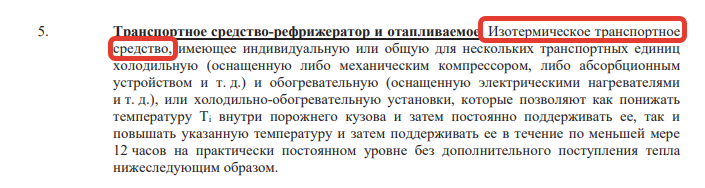 5. Транспортное средство-рефрижератор и отапливаемое. Изотермическое транспортное
средство, имеющее индивидуальную или общую для нескольких транспортных единиц
холодильную (оснащенную либо механическим компрессором, либо абсорбционным
устройством и т. д.) и обогревательную (оснащенную электрическими нагревателями
и т. д.), или холодильно-обогревательную установки, которые позволяют как понижать
температуру Ti внутри порожнего кузова и затем постоянно поддерживать ее, так и
повышать указанную температуру и затем поддерживать ее в течение по меньшей мере
12 часов на практически постоянном уровне без дополнительного поступления тепла
нижеследующим образом.